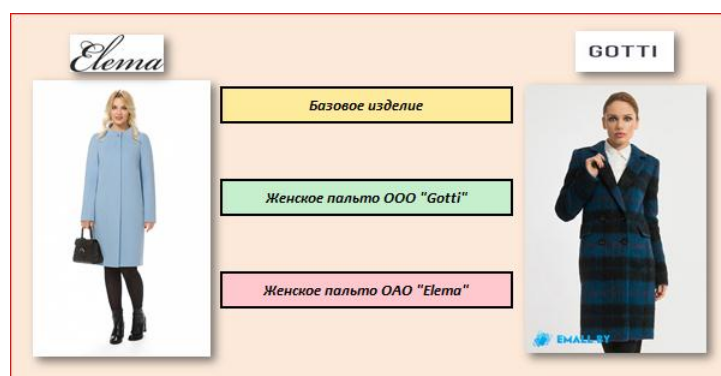 Elema
GOTTI
Базовое изделие
Женское пальто ООО "Gotti"
Женское пальто ОАО "Elema"
EMALL.BY